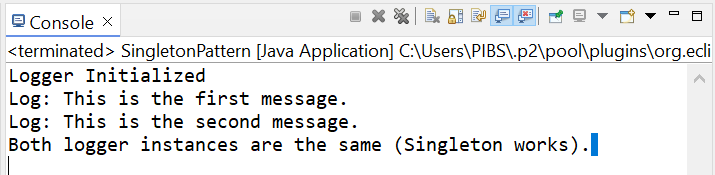 Console
<terminated> SingletonPattern [Java Application] C:\Users\PIBS\.p2\pool\plugins\org.ecli
Logger Initialized
Log: This is the first message.
Log: This is the second message.
Both logger instances are the same (Singleton works).